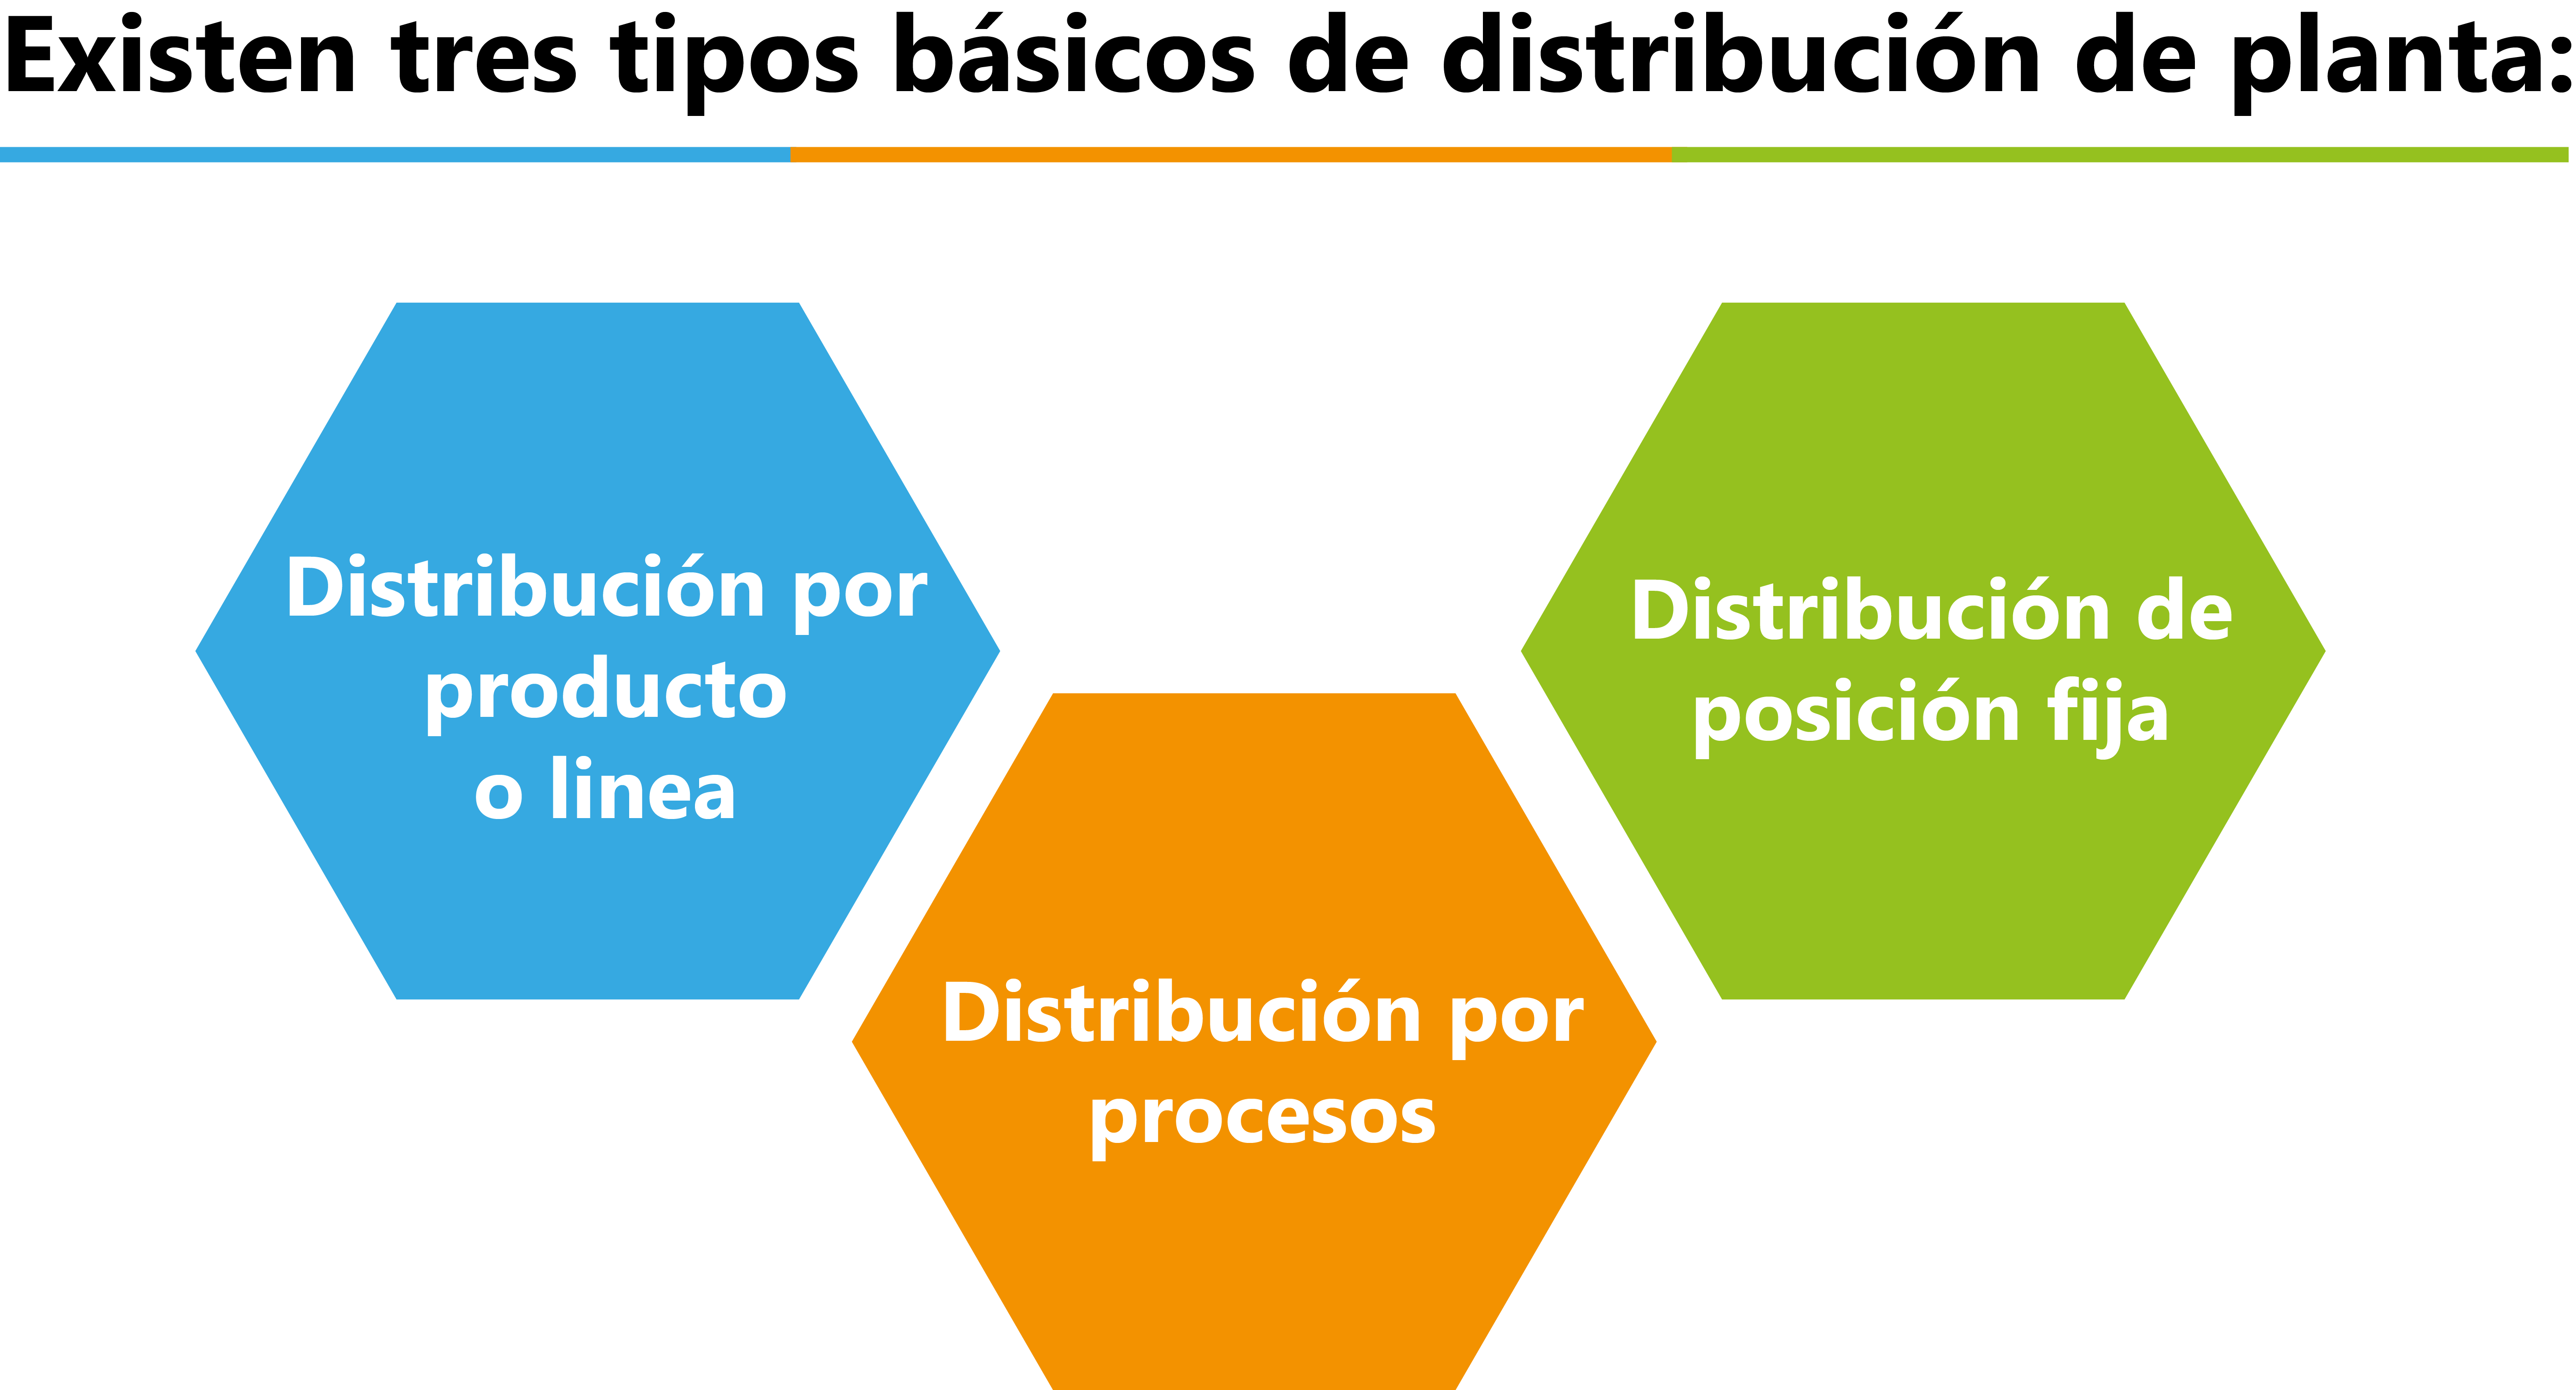 Existen tres tipos básicos de distribución de planta:
Distribución por
producto
o linea
Distribución por
procesos
Distribución de
posición fija